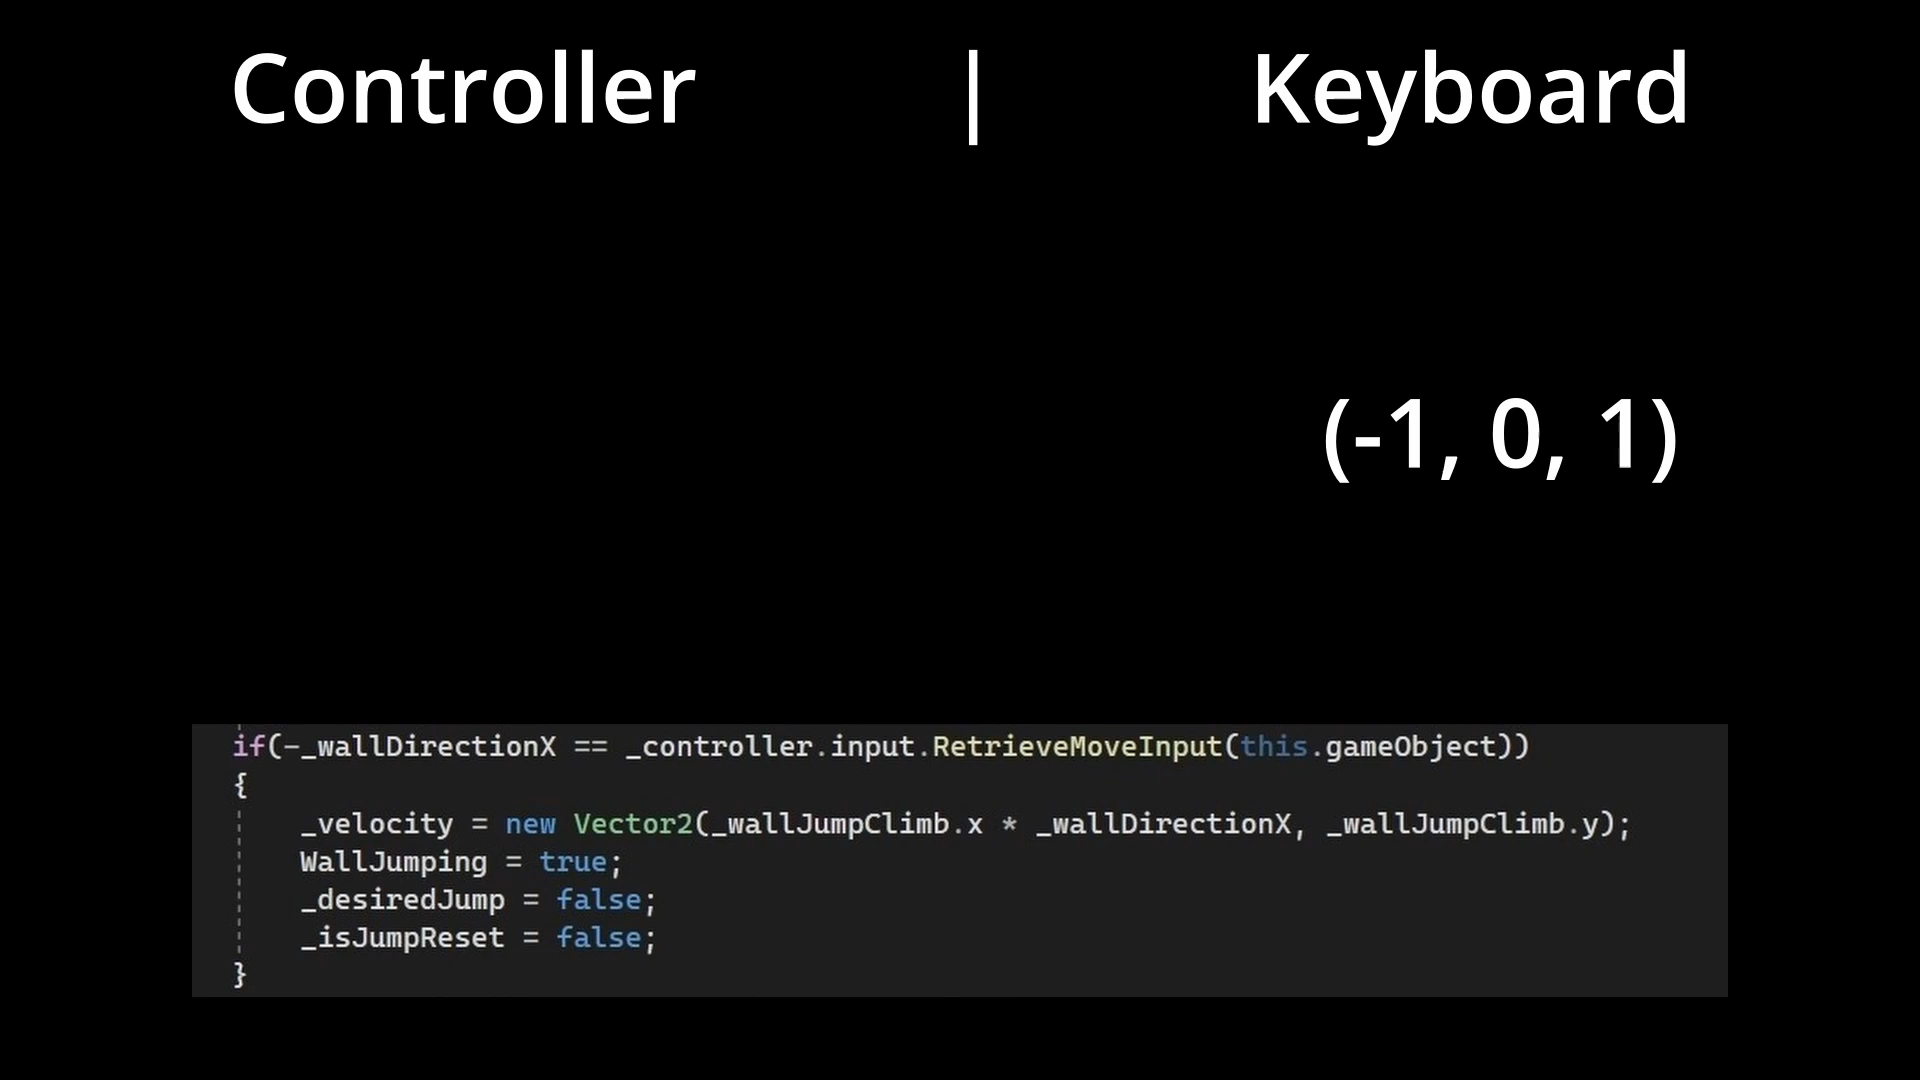 Controller | Keyboard
(-1, 0, 1)
if(-_wallDirectionX == _controller.input.RetrieveMoveInput(this.gameObject))
{
    _velocity = new Vector2(_wallJumpClimb.x * _wallDirectionX, _wallJumpClimb.y);
    WallJumping = true;
    _desiredJump = false;
    _isJumpReset = false;
}